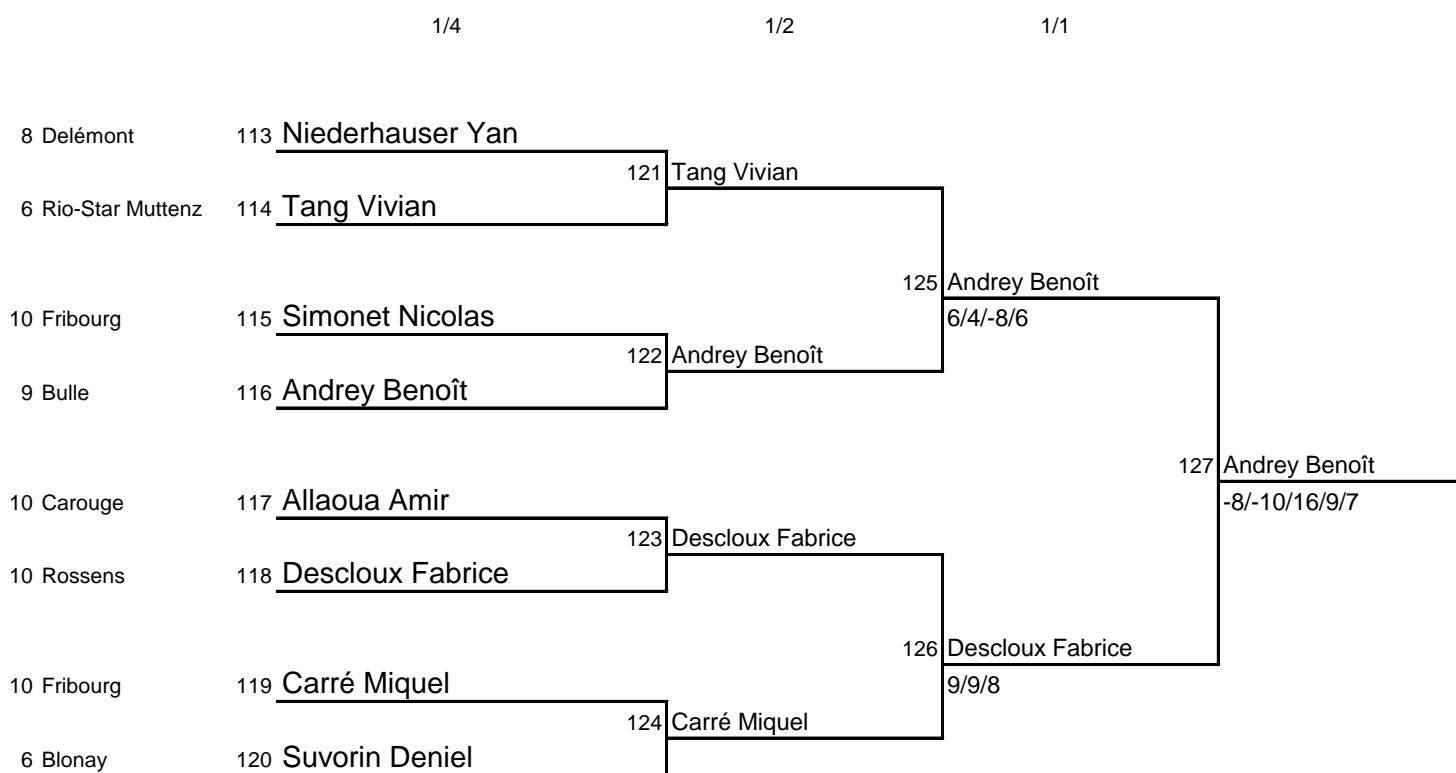 1/4 1/2 1/1
8 Delémont 113 Niederhauser Yan
121 Tang Vivian
6 Rio-Star Muttenz 114 Tang Vivian
125 Andrey Benoît
10 Fribourg 115 Simonet Nicolas 6/4/-8/6
122 Andrey Benoît
9 Bulle 116 Andrey Benoît
127 Andrey Benoît
10 Carouge 117 Allaoua Amir -8/-10/16/9/7
123 Descloux Fabrice
10 Rossens 118 Descloux Fabrice
126 Descloux Fabrice
10 Fribourg 119 Carré Miquel 9/9/8
124 Carré Miquel
6 Blonay 120 Suvorin Deniel